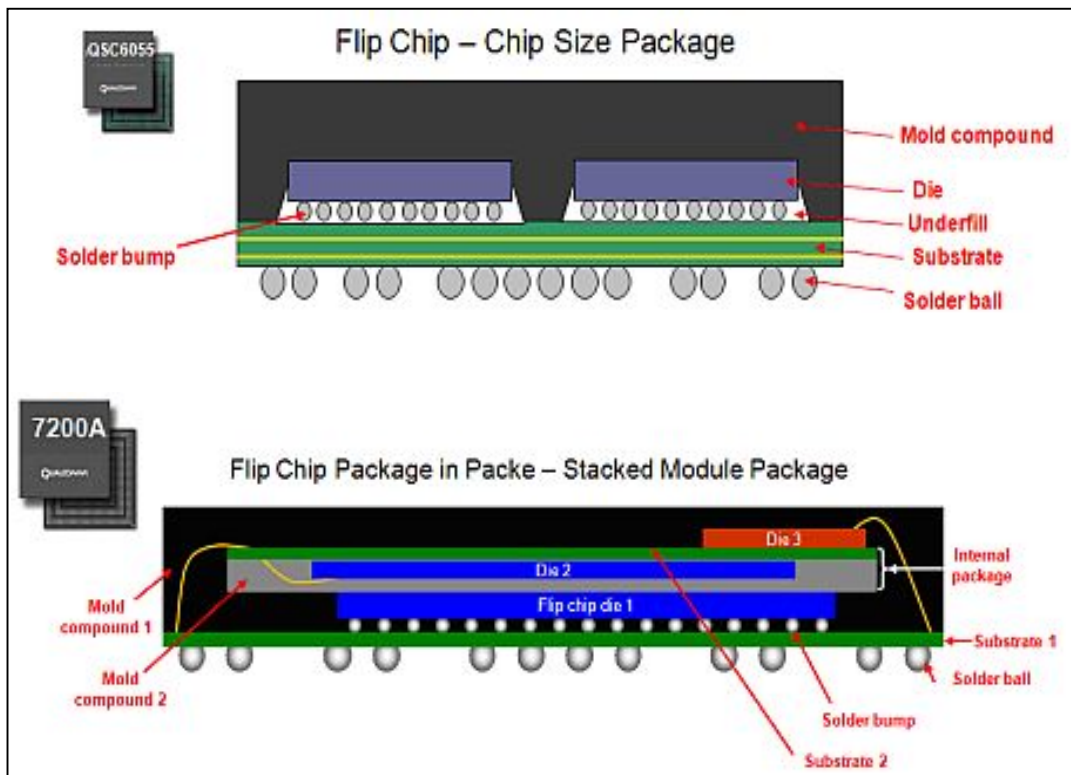 QSC6055
QUALCOMM
Flip Chip – Chip Size Package
Mold compound
Die
Underfill
Solder bump
Substrate
Solder ball
7200A
QUALCOMM
Flip Chip Package in Packe – Stacked Module Package
Die 3
Die 2
Internal
package
Flip chip die 1
Mold
compound 1
Substrate 1
Mold
compound 2
Solder ball
Solder bump
Substrate 2